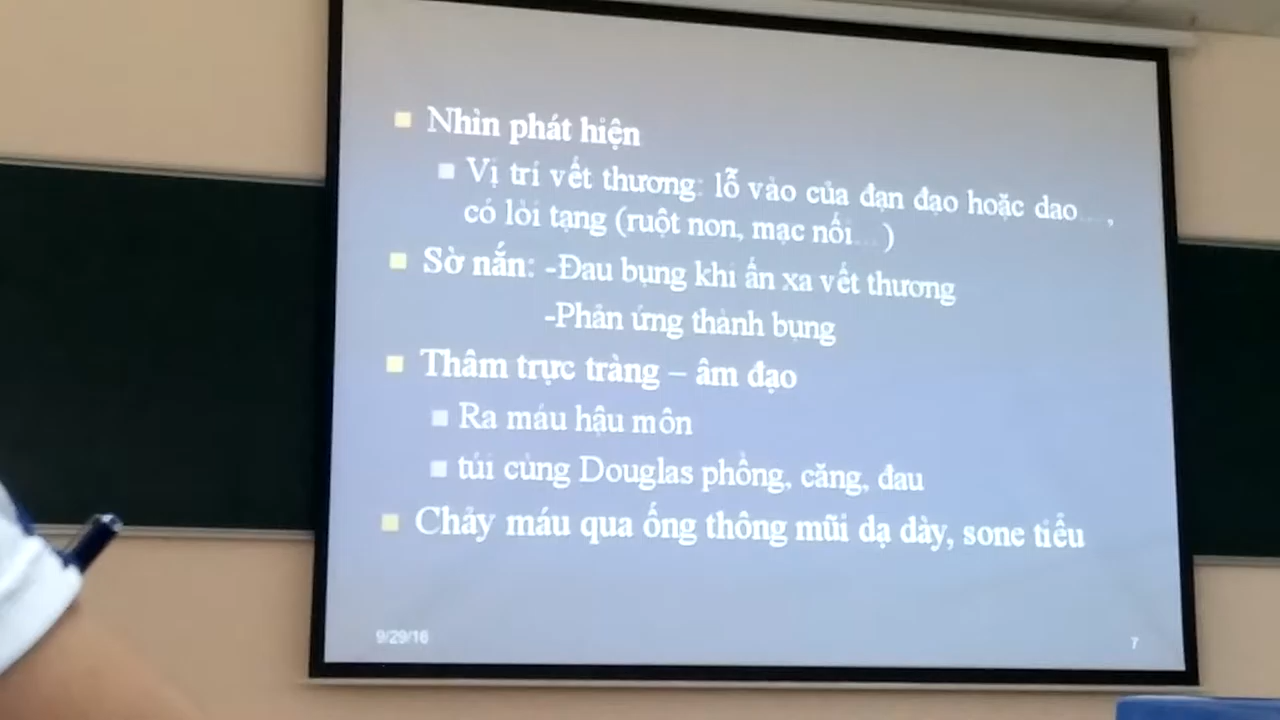 Nhìn phát hiện
Vị trí vết thương: lỗ vào của đạn đạo hoặc dao...,
có lòi tạng (ruột non, mạc nối...)
Sờ nắn: -Đau bụng khi ấn xa vết thương
-Phản ứng thành bụng
Thăm trực tràng – âm đạo
Ra máu hậu môn
túi cùng Douglas phồng, căng, đau
Chảy máu qua ống thông mũi dạ dày, sone tiểu
9/29/16
7